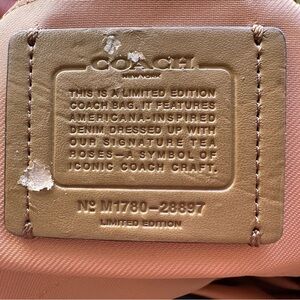 COACH
NEW YORK
THIS IS A LIMITED EDITION
COACH BAG. IT FEATURES
AMERICANA-INSPIRED
DENIM, DRESSED UP WITH
OUR SIGNATURE TEA
ROSES—A SYMBOL OF
ICONIC COACH CRAFT.
Nº M1780-28897
LIMITED EDITION